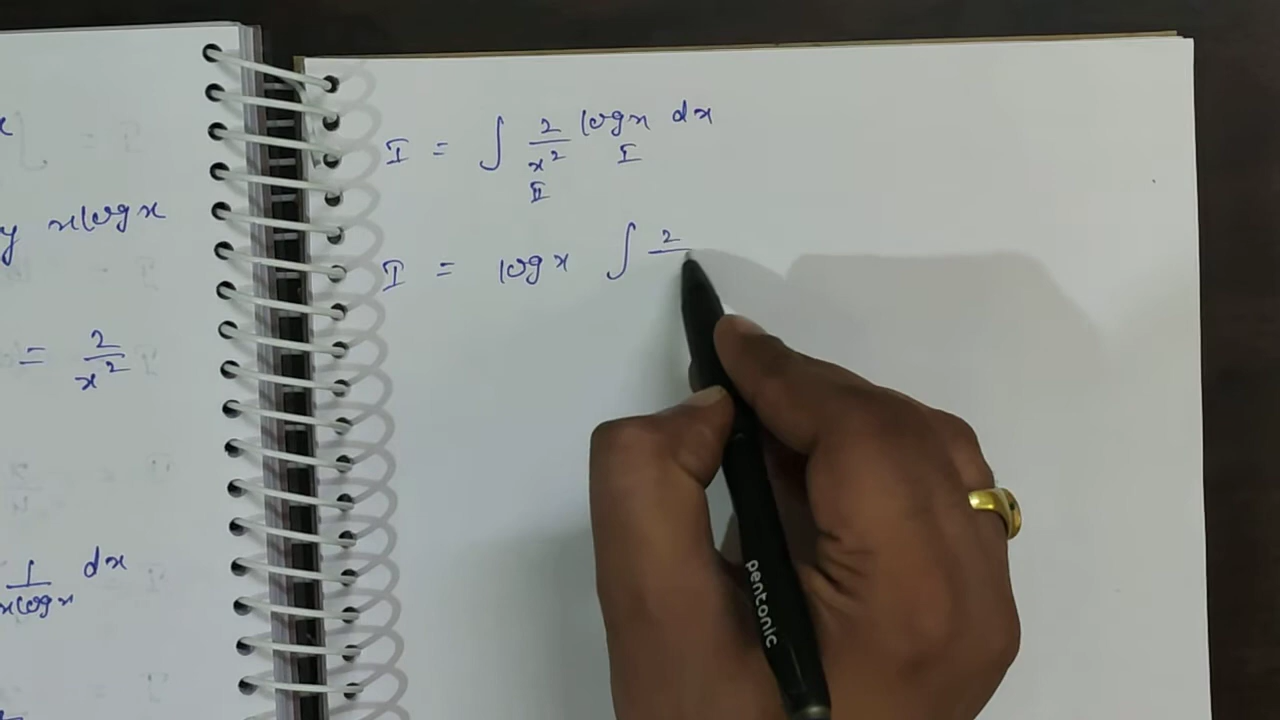 x
y x log x
= 2/x²
1/x log x dx
I = ∫ 2/x² log x dx
II I
I = log x ∫ 2/
pentonic